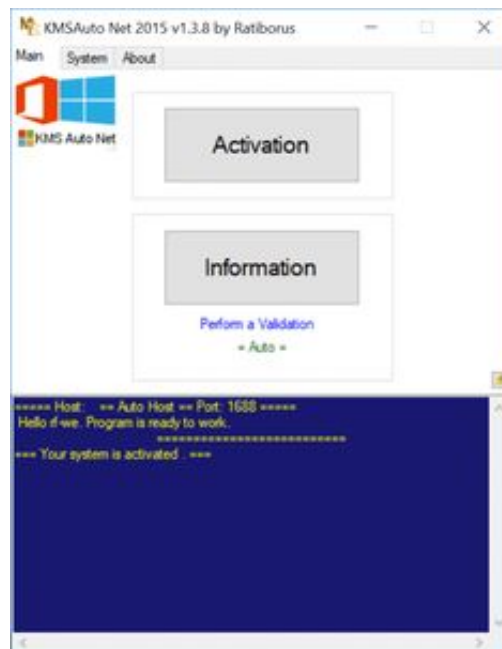 KMSAuto Net 2015 v1.3.8 by Ratiborus
Main System About
KMS Auto Net
Activation
Information
Perform a Validation
= Auto =
===== Host: == Auto Host == Port: 1688 =====
Hello rf-we. Program is ready to work.
===========================
=== Your system is activated . ===